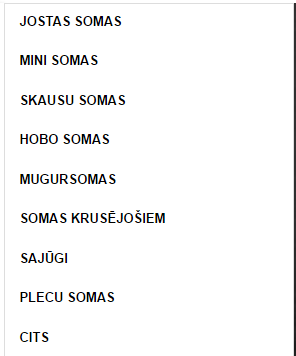 JOSTAS SOMAS
MINI SOMAS
SKAUSU SOMAS
HOBO SOMAS
MUGURSOMAS
SOMAS KRUSĒJOŠIEM
SAJŪGI
PLECU SOMAS
CITS